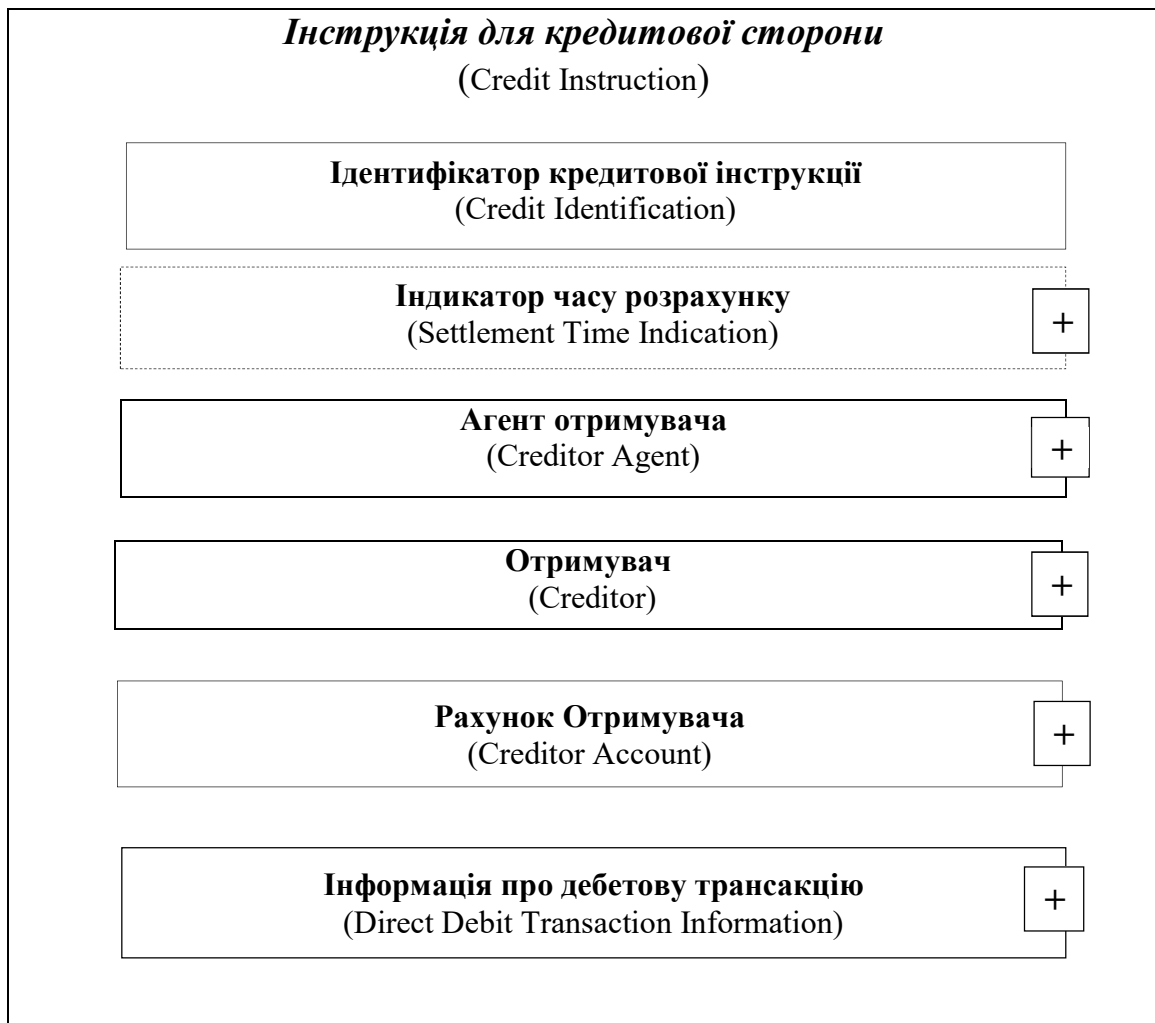 Інструкція для кредитової сторони
(Credit Instruction)
Ідентифікатор кредитової інструкції
(Credit Identification)
Індикатор часу розрахунку
(Settlement Time Indication)
+
Агент отримувача
(Creditor Agent)
+
Отримувач
(Creditor)
+
Рахунок Отримувача
(Creditor Account)
+
Інформація про дебетову трансакцію
(Direct Debit Transaction Information)
+